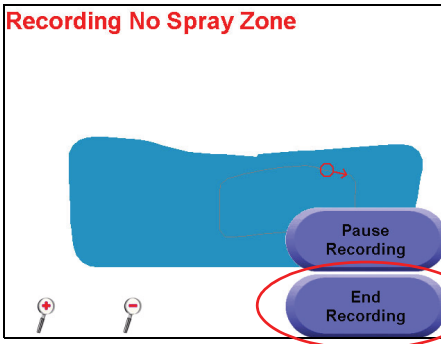 Recording No Spray Zone
Pause
Recording
End
Recording